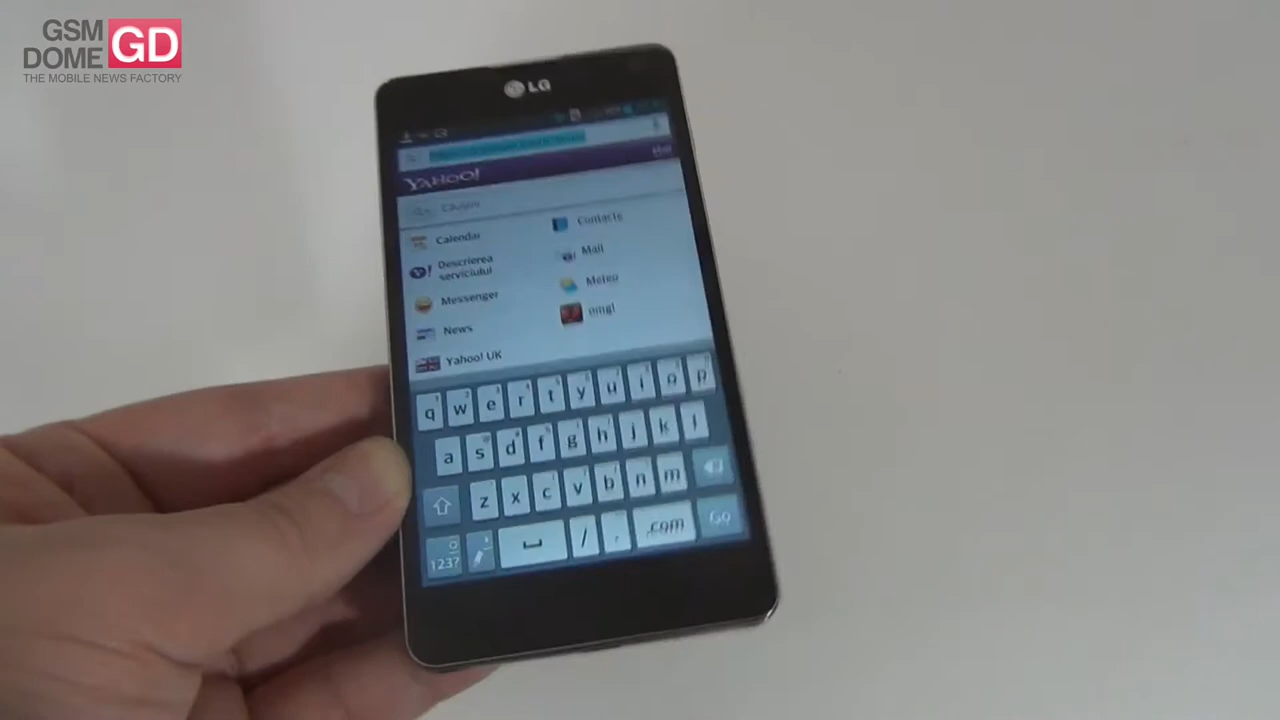 GSM
DOME
GD
THE MOBILE NEWS FACTORY
LG
YAHOO!
Calendar
Contacts
Descrierea
serviciului
Mail
Messenger
Meteo
News
omg!
Yahoo! UK
q w e r t y u i o p
a s d f g h j k l
z x c v b n m
123?
/
.com
Go